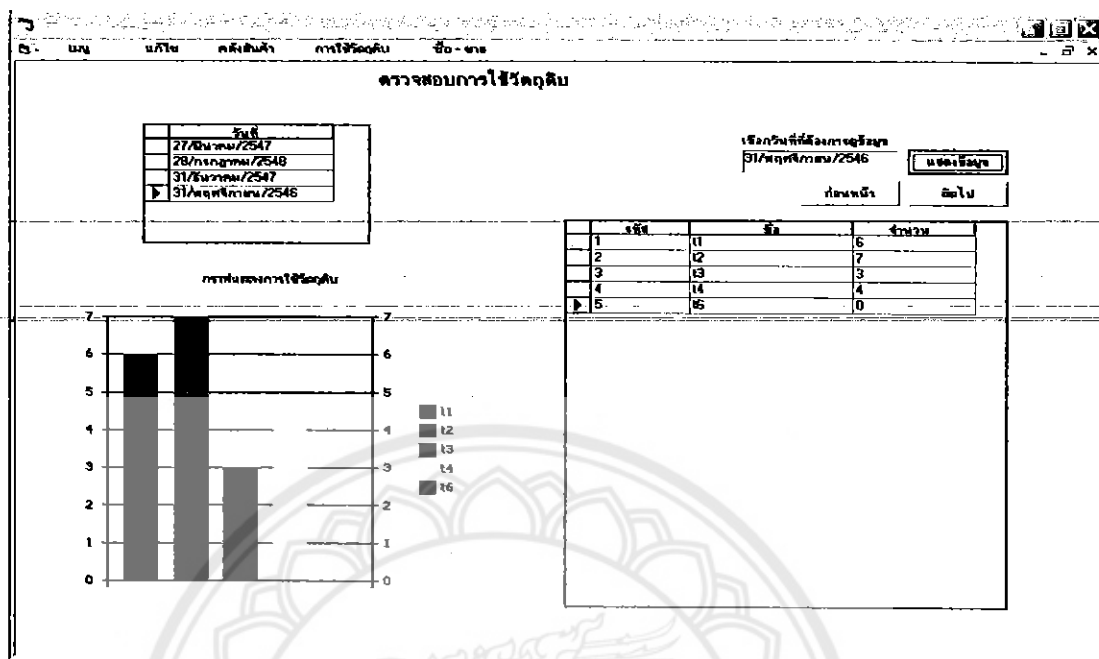 เมนู แก้ไข คลังสินค้า การใช้วัตถุดิบ ซื้อ - ขาย
ตรวจสอบการใช้วัตถุดิบ
วันที่
27/มีนาคม/2547
28/กรกฎาคม/2548
31/ธันวาคม/2547
31/พฤศจิกายน/2546
เลือกวันที่ที่ต้องการดูข้อมูล
31/พฤศจิกายน/2546 แสดงข้อมูล
ก่อนหน้า ถัดไป
รหัส ชื่อ จำนวน
1 t1 6
2 t2 7
3 t3 3
4 t4 4
5 t6 0
กราฟแสดงการใช้วัตถุดิบ
7 7
6 6
5 5
4 4
3 3
2 2
1 1
0 0
t1
t2
t3
t4
t6